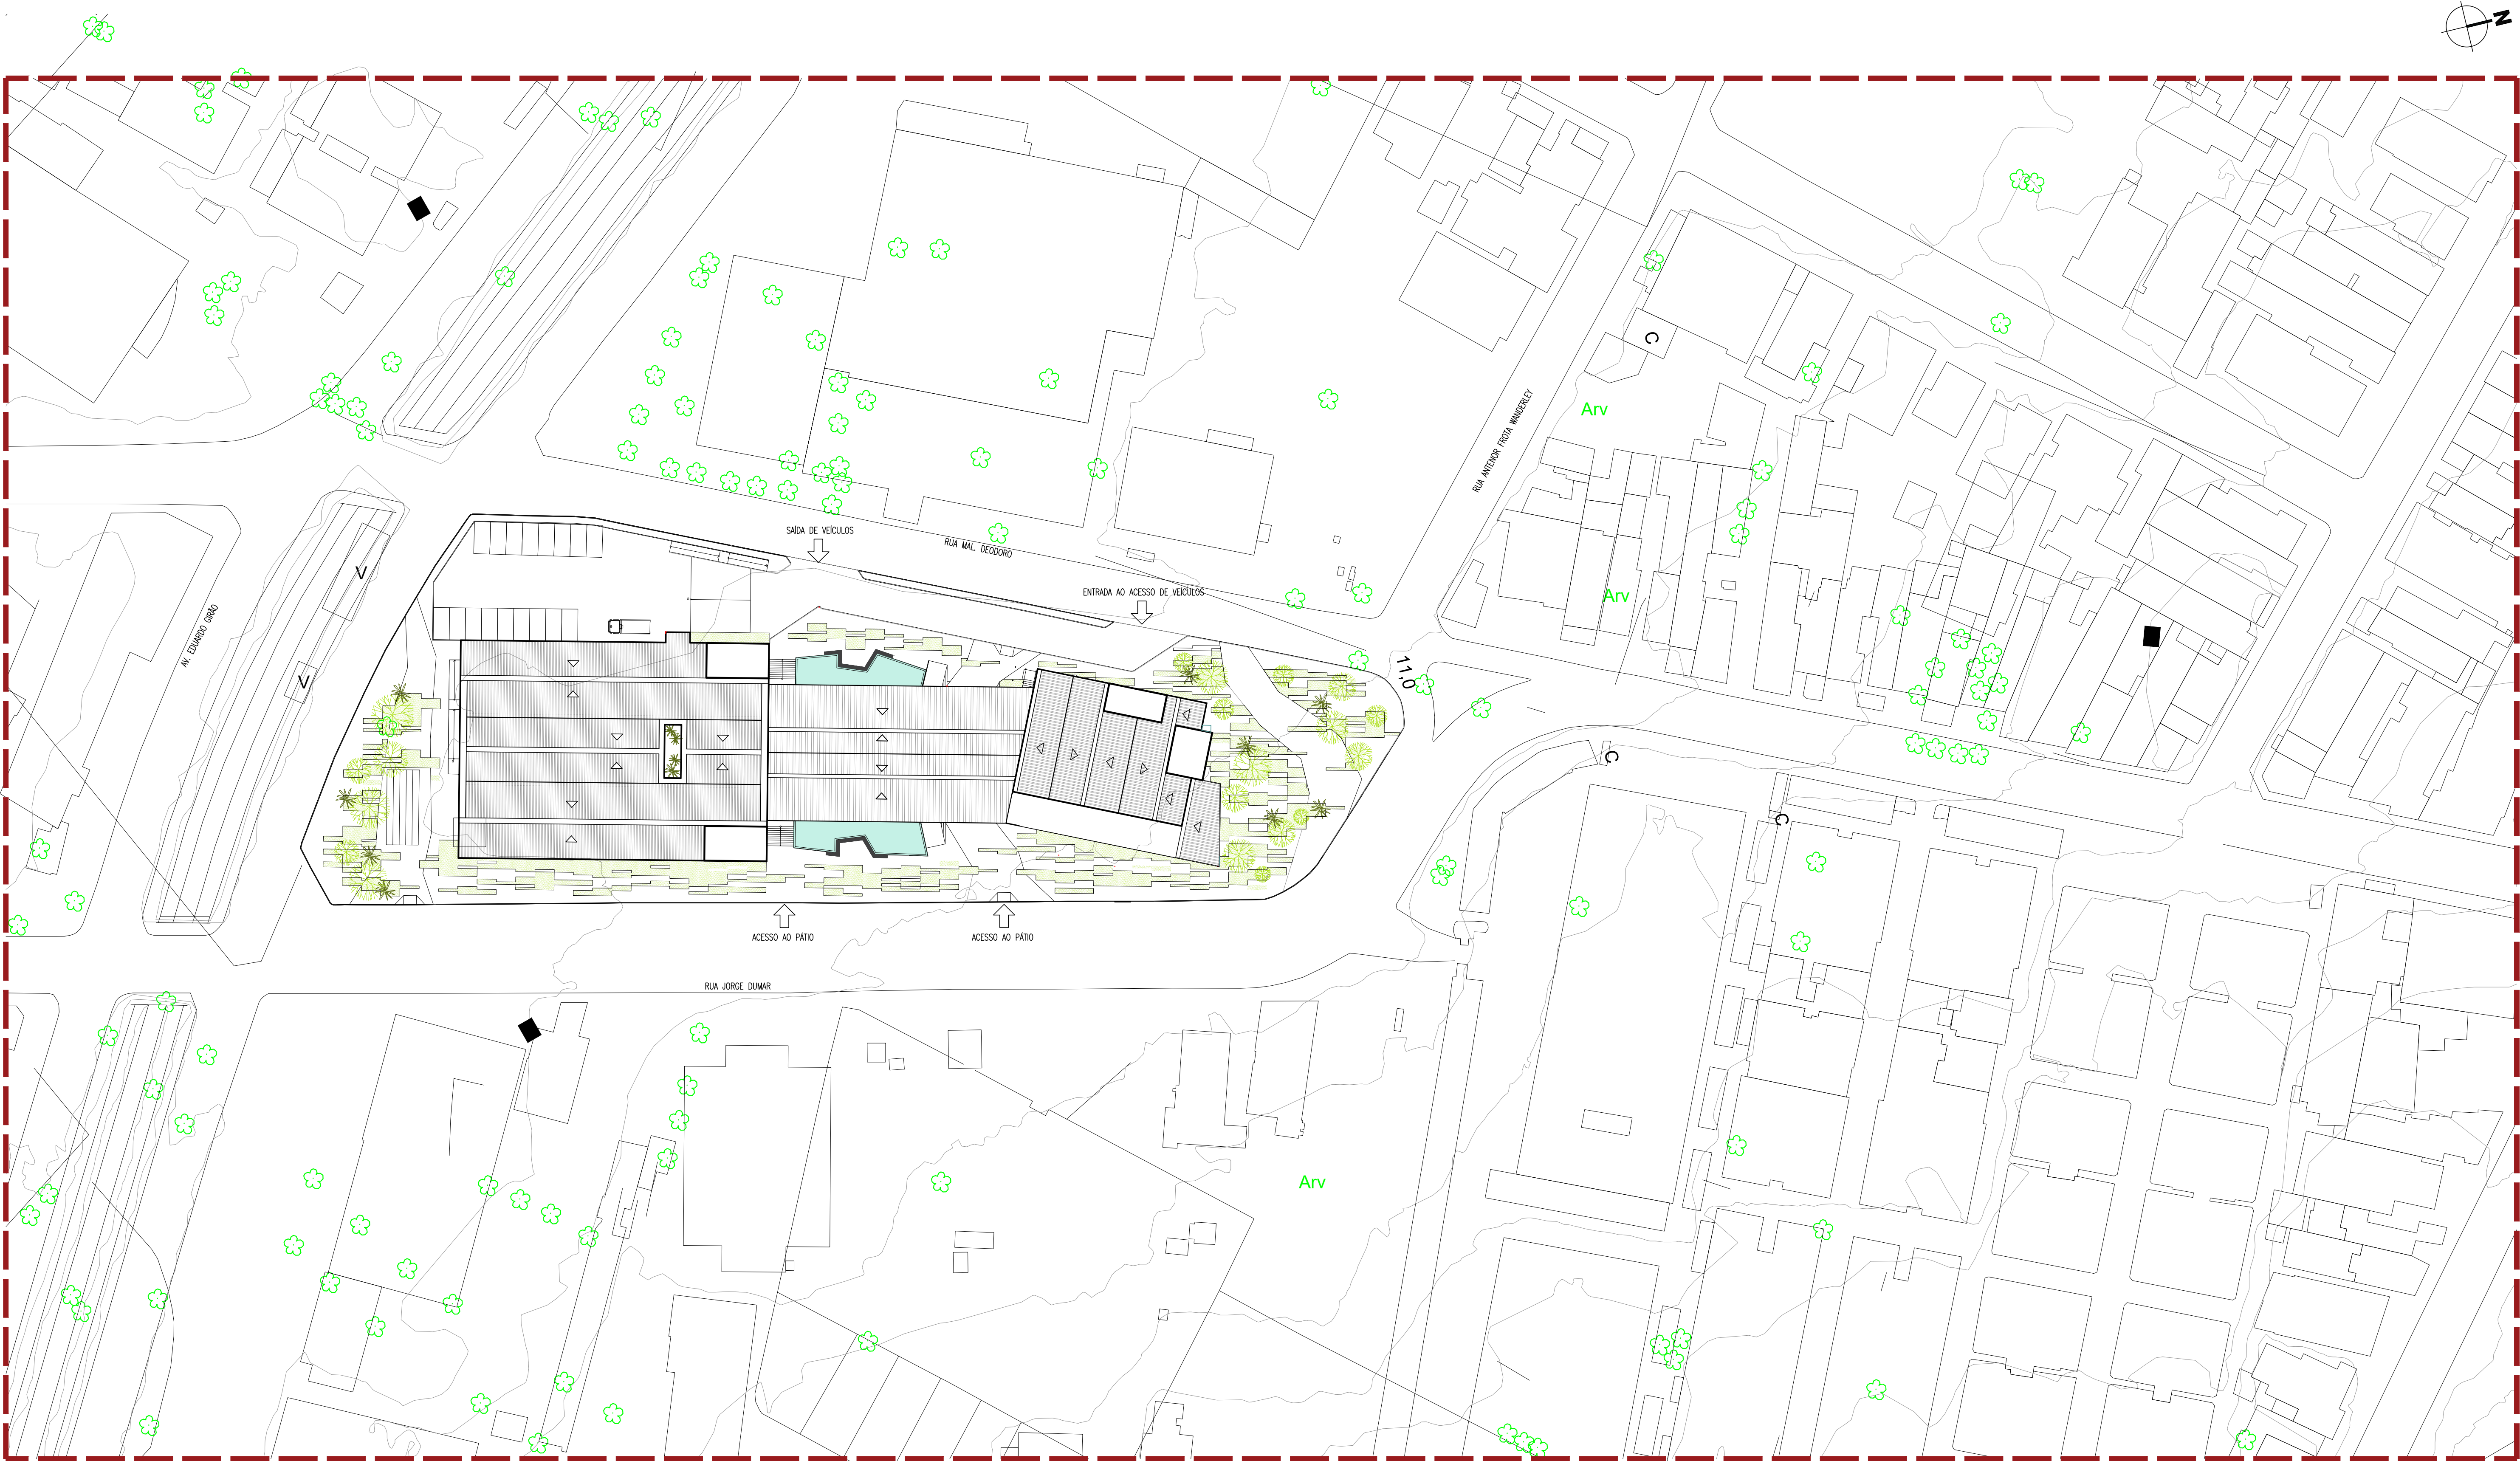 N
RUA ANTENOR FROTA WANDERLEY
C
Arv
SAÍDA DE VEÍCULOS
RUA MAL. DEODORO
V
ENTRADA AO ACESSO DE VEÍCULOS
Arv
AV. EDUARDO GIRÃO
V
11,0
C
C
ACESSO AO PÁTIO
ACESSO AO PÁTIO
RUA JORGE DUMAR
Arv